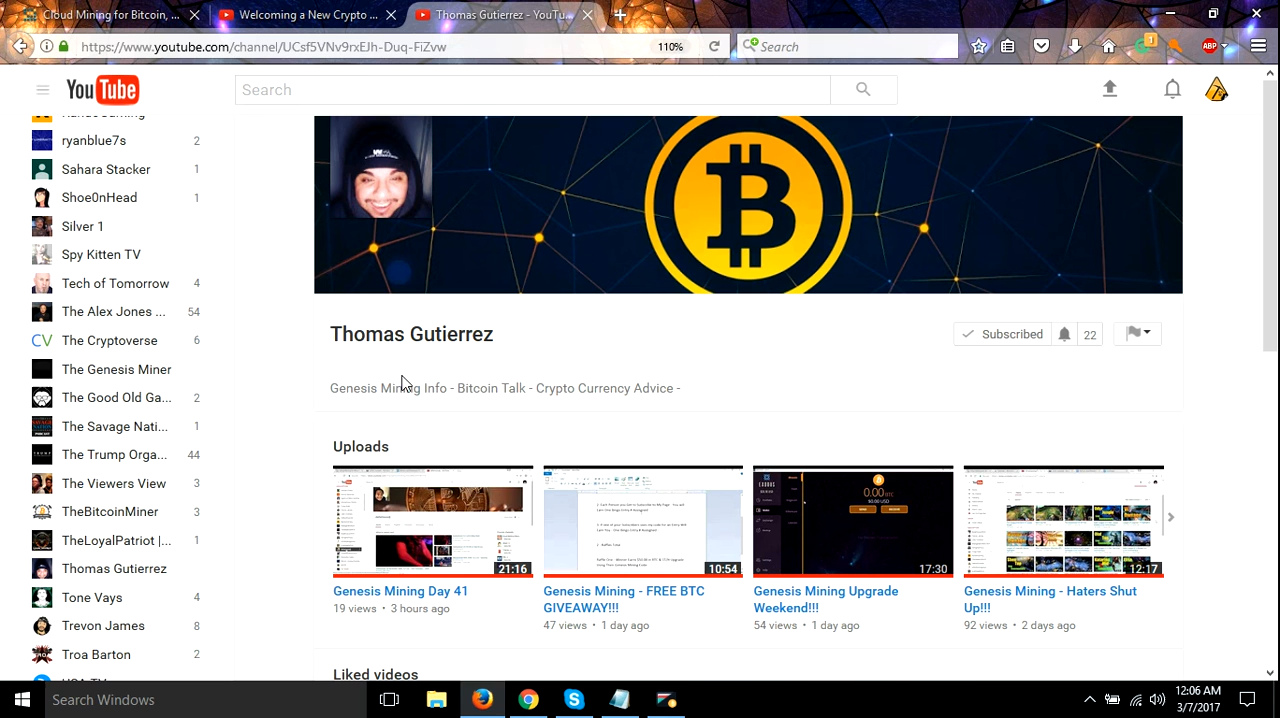 Cloud Mining for Bitcoin, ...
Welcoming a New Crypto ...
Thomas Gutierrez - YouTu...
https://www.youtube.com/channel/UCsf5VNv9rxEJh-Duq-FiZvw
110%
Search
1
ABP
YouTube
Search
ryanblue7s 2
Sahara Stacker 1
Shoe0nHead 1
Silver 1
Spy Kitten TV
Tech of Tomorrow 4
The Alex Jones ... 54
CV The Cryptoverse 6
The Genesis Miner
The Good Old Ga... 2
The Savage Nati... 1
The Trump Orga... 44
The Viewers View 3
TheBitcoinMiner 3
TheLoyalPatriot j... 1
Thomas Gutierrez
Tone Vays 4
Trevon James 8
Troa Barton 2
Thomas Gutierrez
Subscribed 22
Genesis Mining Info - Bitcoin Talk - Crypto Currency Advice -
Uploads
21:16
10:54
0.00 BTC
17:30
12:17
Genesis Mining Day 41
19 views • 3 hours ago
Genesis Mining - FREE BTC
GIVEAWAY!!!
47 views • 1 day ago
Genesis Mining Upgrade
Weekend!!!
54 views • 1 day ago
Genesis Mining - Haters Shut
Up!!!
92 views • 2 days ago
Liked videos
Search Windows
12:06 AM
3/7/2017